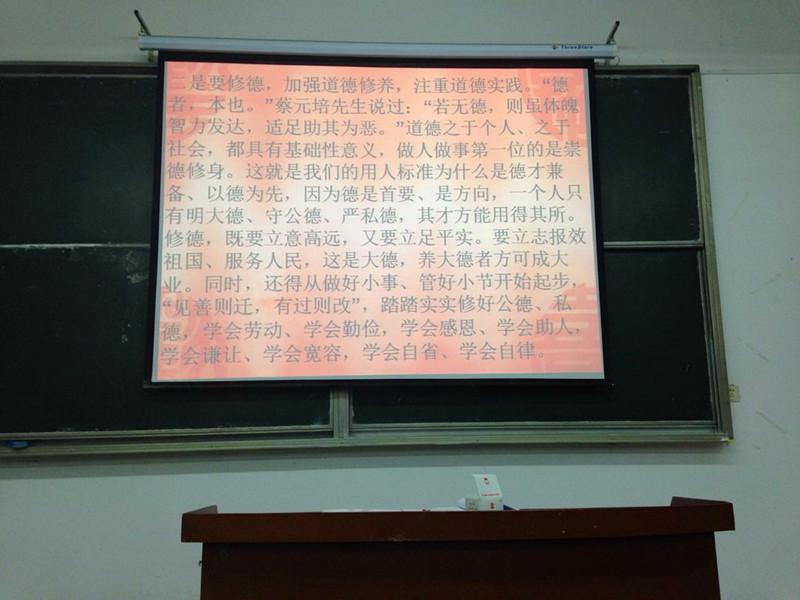 ThreeStars
二是要修德，加强道德修养，注重道德实践。“德
者，本也。”蔡元培先生说过：“若无德，则虽体魄
智力发达，适足助其为恶。”道德之于个人、之于
社会，都具有基础性意义，做人做事第一位的是崇
德修身。这就是我们的用人标准为什么是德才兼
备、以德为先，因为德是首要、是方向，一个人只
有明大德、守公德、严私德，其才方能用得其所。
修德，既要立意高远，又要立足平实。要立志报效
祖国、服务人民，这是大德，养大德者方可成大
业。同时，还得从做好小事、管好小节开始起步，
“见善则迁，有过则改”，踏踏实实修好公德、私
德，学会劳动、学会勤俭，学会感恩、学会助人，
学会谦让、学会宽容，学会自省、学会自律。